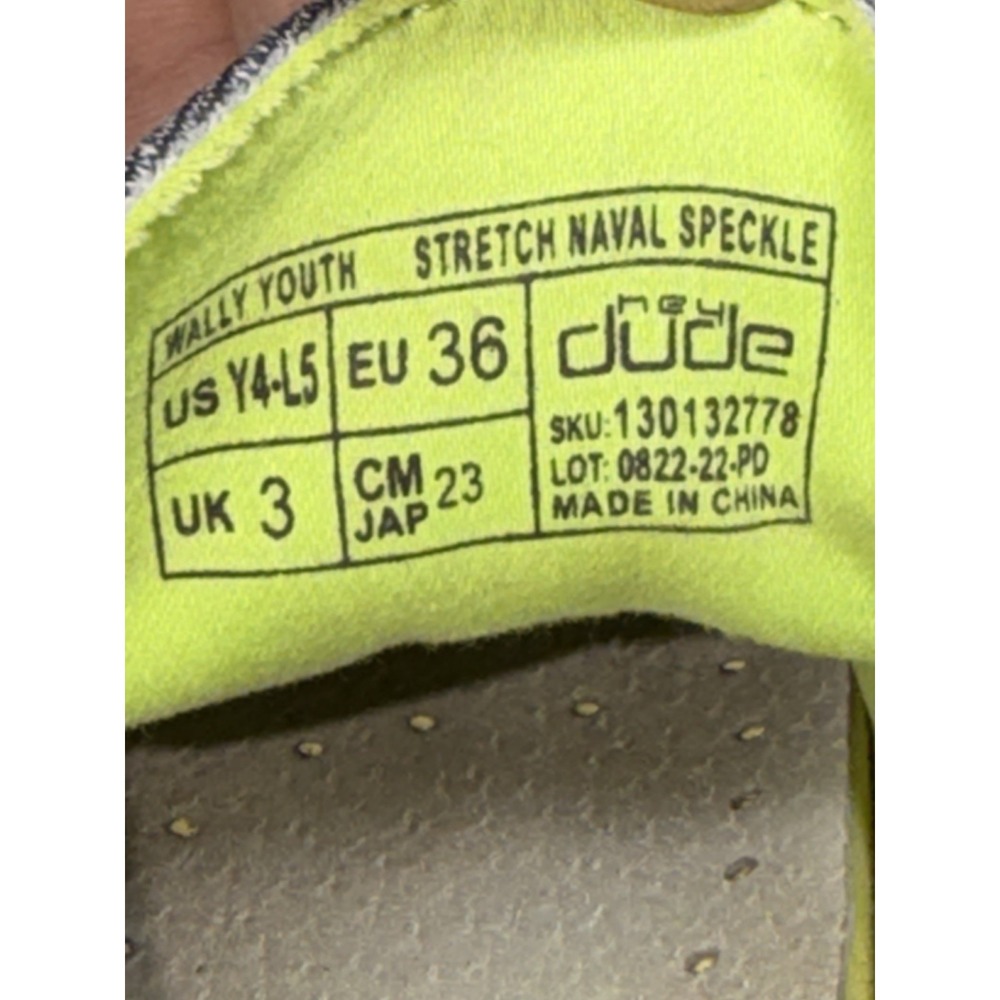 WALLY YOUTH STRETCH NAVAL SPECKLE
US Y4-L5
EU 36
UK 3
CM JAP 23
hey
dude
SKU:130132778
LOT: 0822-22-PD
MADE IN CHINA